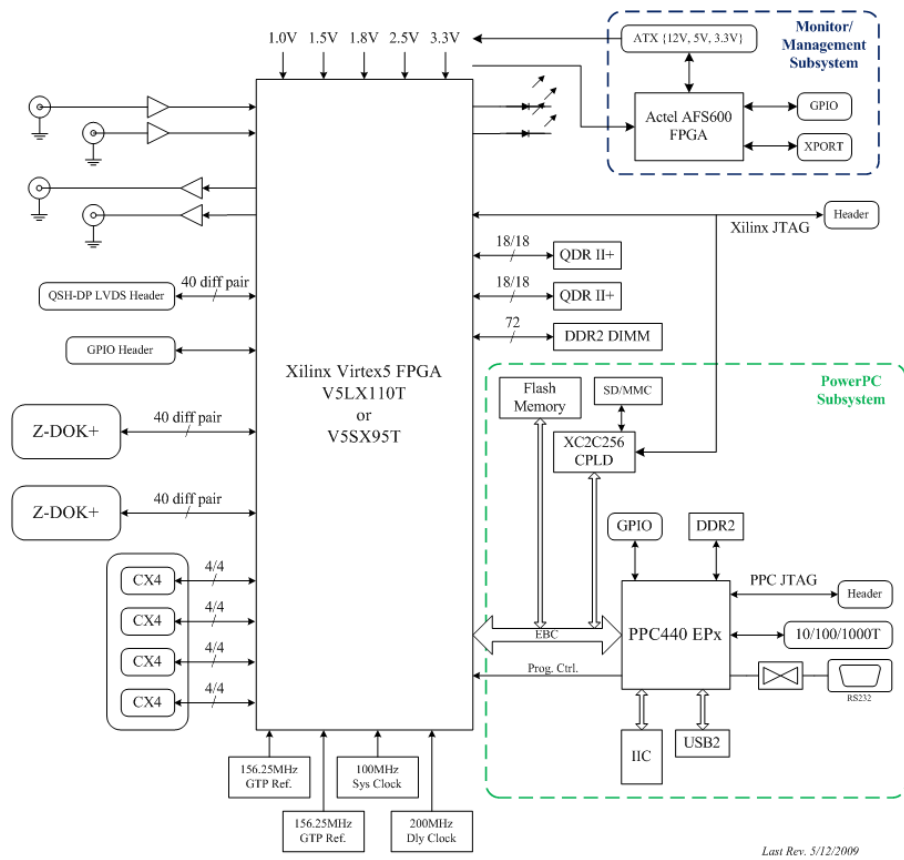 1.0V 1.5V 1.8V 2.5V 3.3V
ATX {12V, 5V, 3.3V}
Monitor/
Management
Subsystem
Actel AFS600
FPGA
GPIO
XPORT
Xilinx JTAG
Header
18/18
QDR II+
18/18
QDR II+
72
DDR2 DIMM
40 diff pair
QSH-DP LVDS Header
GPIO Header
Xilinx Virtex5 FPGA
V5LX110T
or
V5SX95T
40 diff pair
Z-DOK+
40 diff pair
Z-DOK+
4/4
CX4
4/4
CX4
4/4
CX4
4/4
CX4
PowerPC
Subsystem
Flash
Memory
SD/MMC
XC2C256
CPLD
GPIO
DDR2
PPC JTAG
Header
EBC
PPC440 EPx
10/100/1000T
Prog. Ctrl.
RS232
IIC
USB2
156.25MHz
GTP Ref.
100MHz
Sys Clock
156.25MHz
GTP Ref.
200MHz
Dly Clock
Last Rev. 5/12/2009